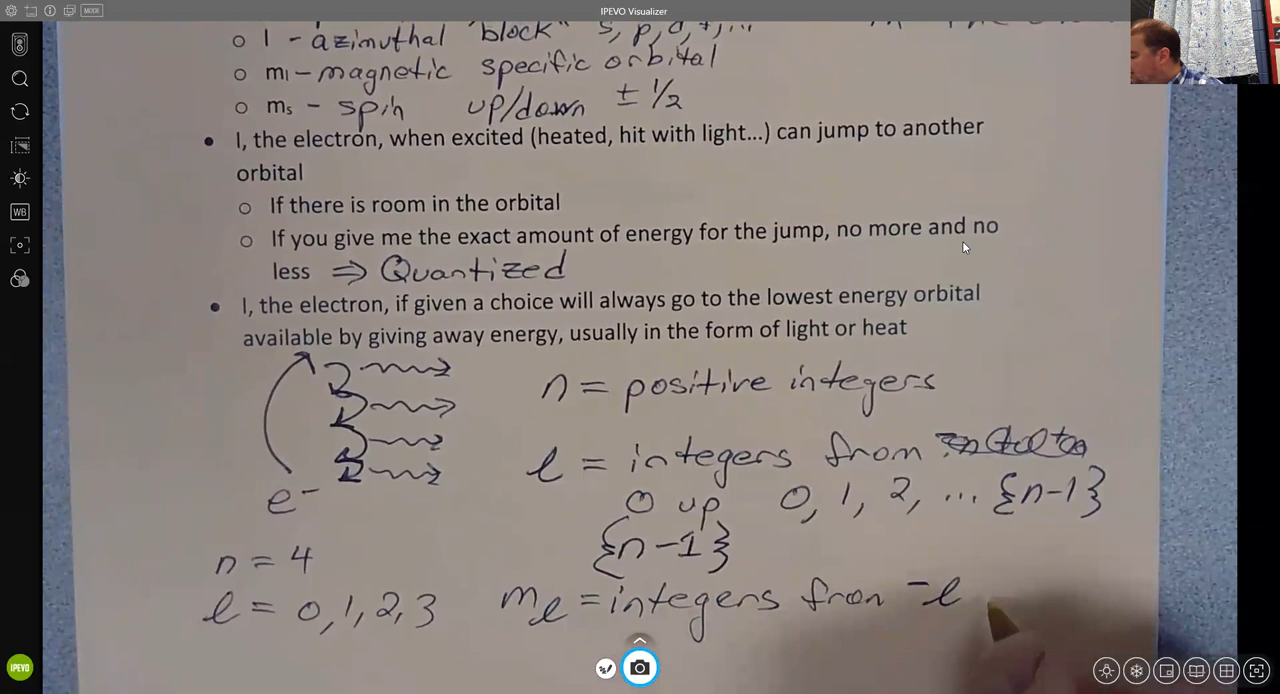 IPEVO Visualizer
MODE
WB
o l - azimuthal "block" s, p, d, f, ...
o ml - magnetic specific orbital
o ms - spin up/down ± 1/2
• I, the electron, when excited (heated, hit with light...) can jump to another
orbital
o If there is room in the orbital
o If you give me the exact amount of energy for the jump, no more and no
less ⇒ Quantized
• I, the electron, if given a choice will always go to the lowest energy orbital
available by giving away energy, usually in the form of light or heat
e⁻
n = positive integers
ℓ = integers from
0 up 0, 1, 2, ... {n-1}
{n-1}
n = 4
ℓ = 0, 1, 2, 3
mℓ = integers from -ℓ
IPEVO